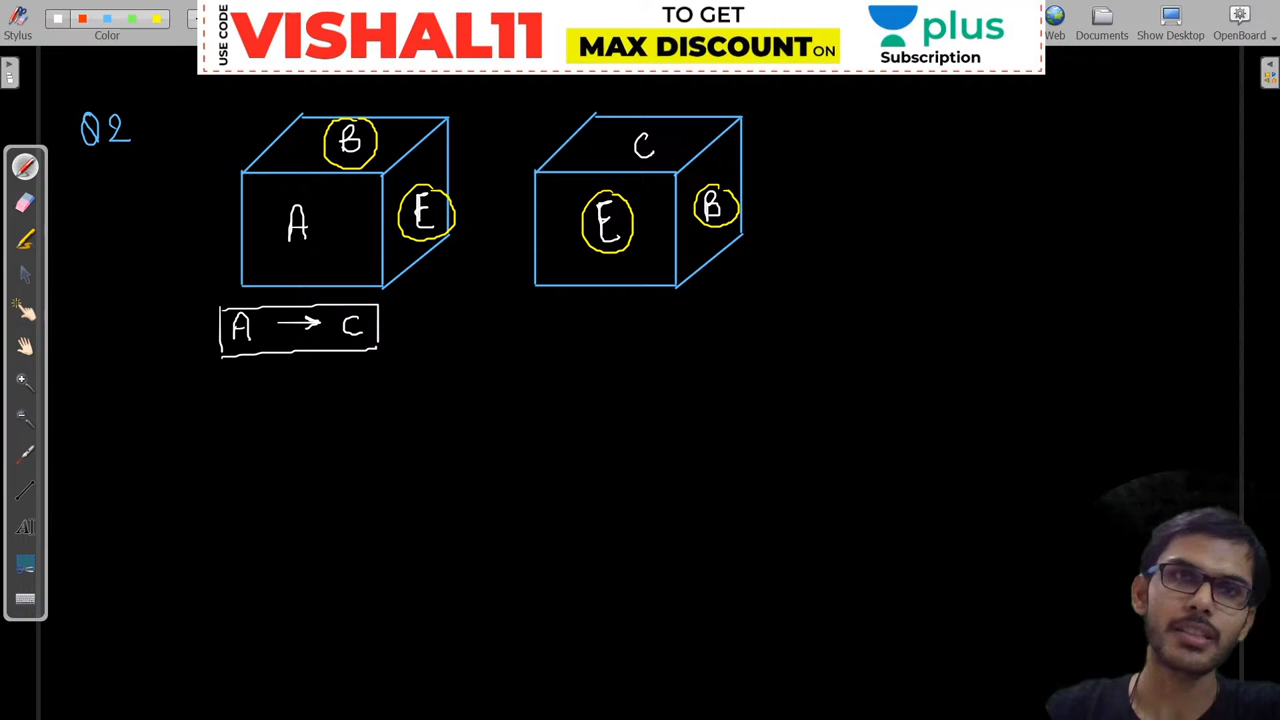 USE CODE
VISHAL11
TO GET
MAX DISCOUNT ON
plus
Subscription
Stylus
Color
Web
Documents
Show Desktop
OpenBoard
Q2
B
A
E
C
E
B
A → C